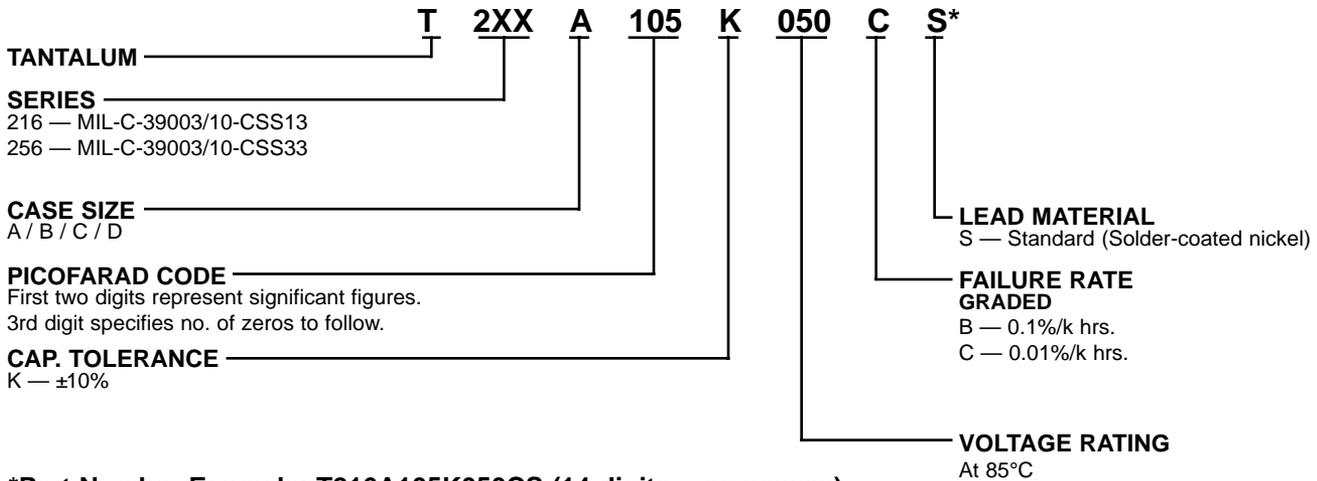 T 2XX A 105 K 050 C S*
TANTALUM
SERIES
216 — MIL-C-39003/10-CSS13
256 — MIL-C-39003/10-CSS33
CASE SIZE
A / B / C / D
PICOFARAD CODE
First two digits represent significant figures.
3rd digit specifies no. of zeros to follow.
CAP. TOLERANCE
K — ±10%
LEAD MATERIAL
S — Standard (Solder-coated nickel)
FAILURE RATE
GRADED
B — 0.1%/k hrs.
C — 0.01%/k hrs.
VOLTAGE RATING
At 85°C